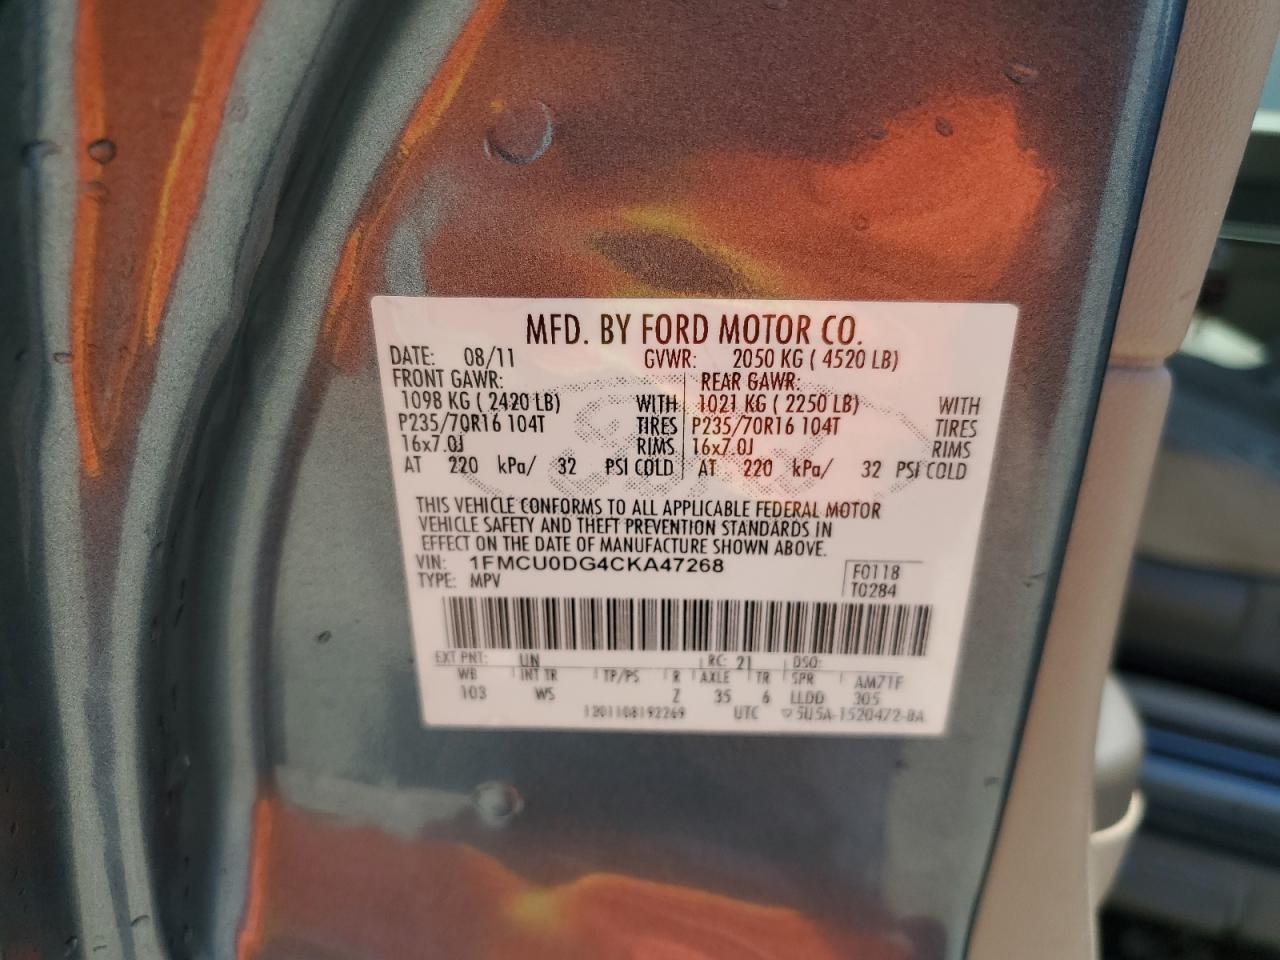 MFD. BY FORD MOTOR CO.
DATE: 08/11 GVWR: 2050 KG ( 4520 LB)
FRONT GAWR: REAR GAWR:
1098 KG ( 2420 LB) WITH 1021 KG ( 2250 LB) WITH
P235/70R16 104T TIRES P235/70R16 104T TIRES
16x7.0J RIMS 16x7.0J RIMS
AT 220 kPa/ 32 PSI COLD AT 220 kPa/ 32 PSI COLD
THIS VEHICLE CONFORMS TO ALL APPLICABLE FEDERAL MOTOR
VEHICLE SAFETY AND THEFT PREVENTION STANDARDS IN
EFFECT ON THE DATE OF MANUFACTURE SHOWN ABOVE.
VIN: 1FMCU0DG4CKA47268 F0118
TYPE: MPV T0284
EXT PNT: UN RC: 21 DSO:
WB INT TR TP/PS R AXLE TR SPR AM71F
103 WS Z 35 6 LLDD 305
1201108192269 UTC ▽5U5A-1520472-BA